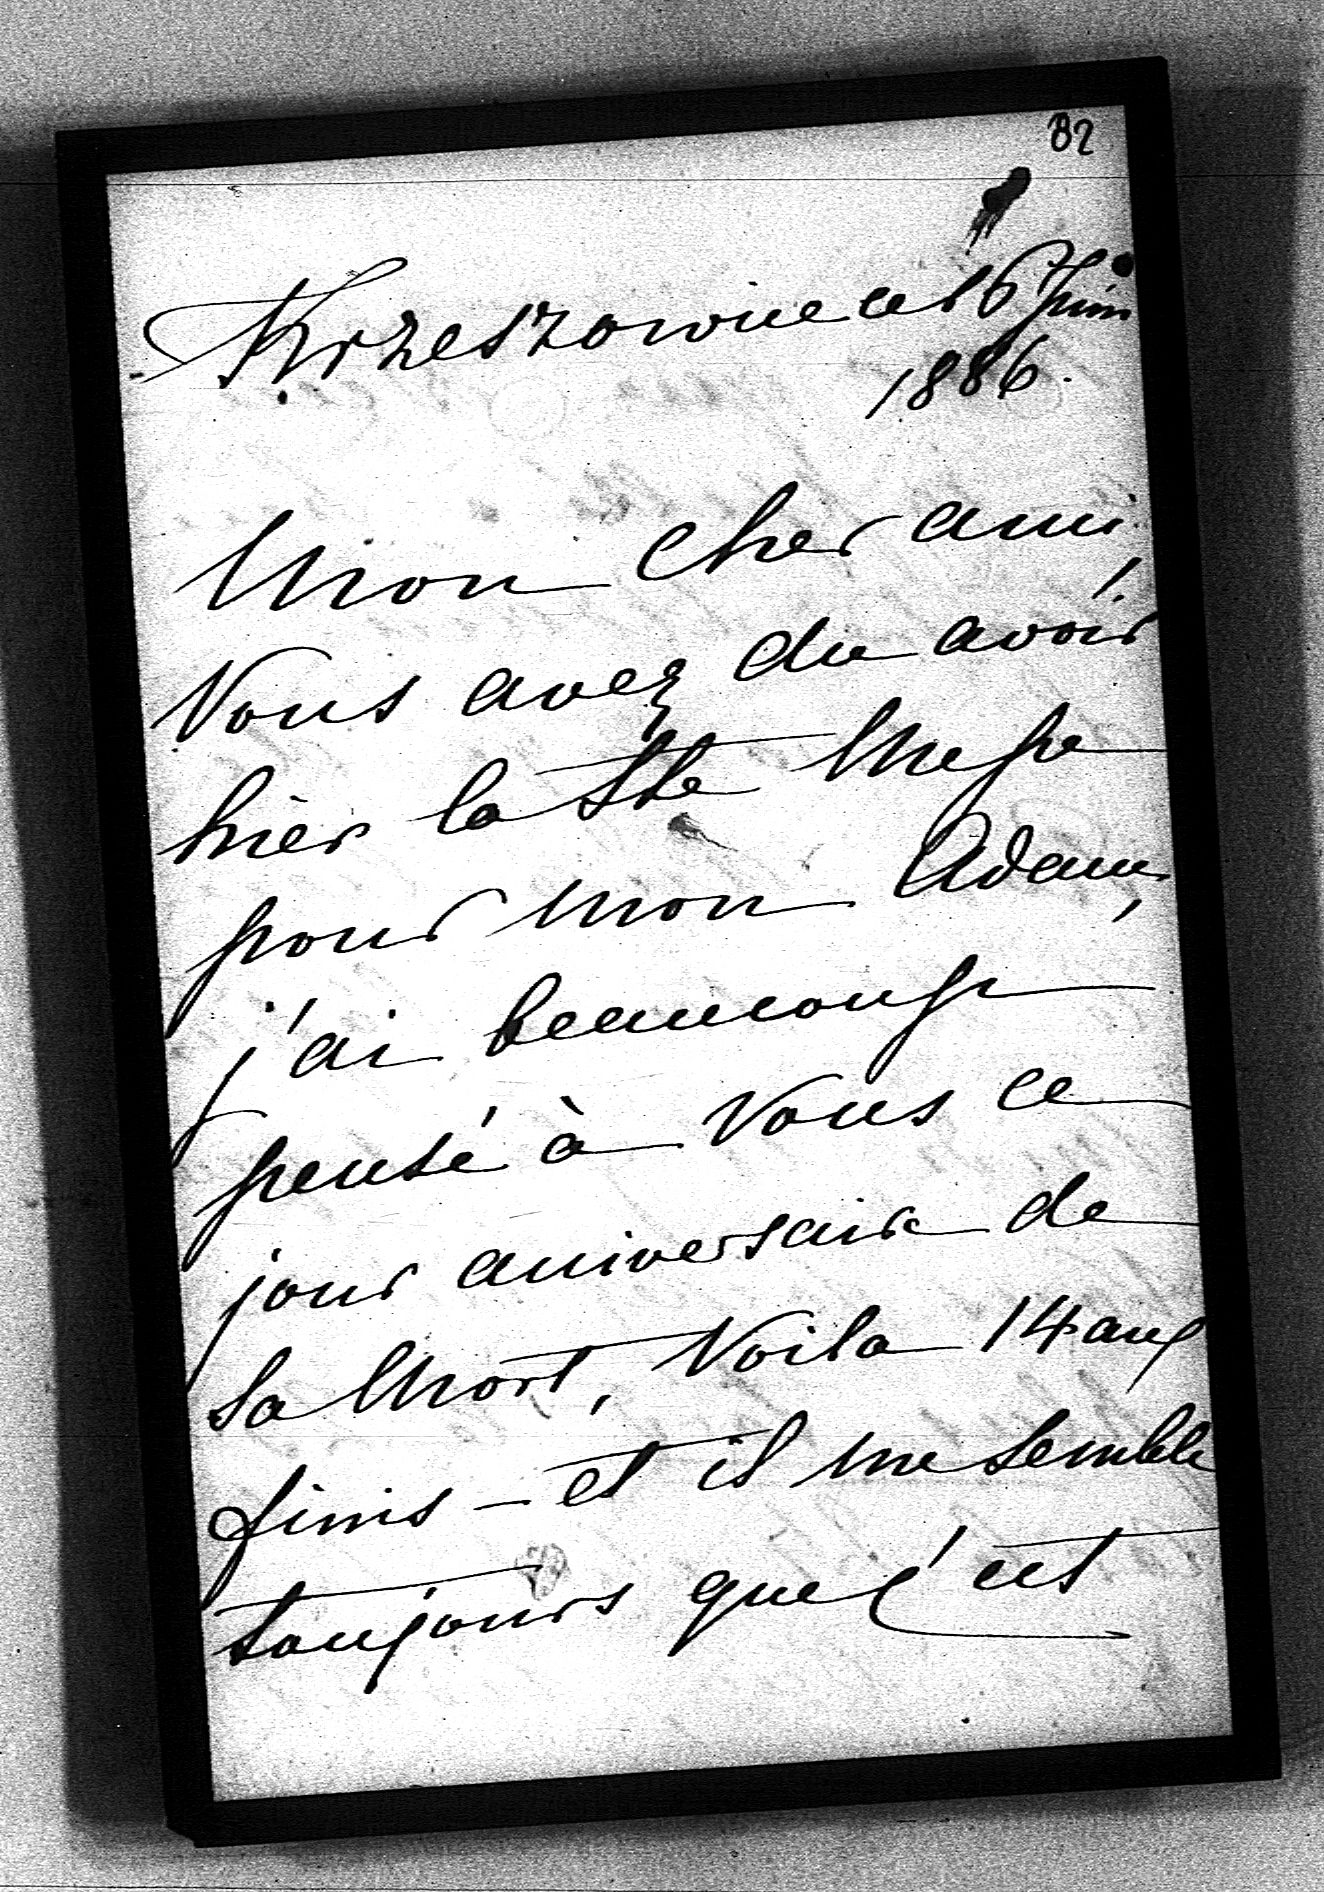 82
Krzeszowice ce 16 Juin
1886.
Mon cher ami,
Vous avez du avoir
hier la Ste Messe
pour mon Adam,
j'ai beaucoup
pensé à vous ce
jour aniversaire de
sa mort, Voila 14 ans
finis - et il me semble
toujours que c'est